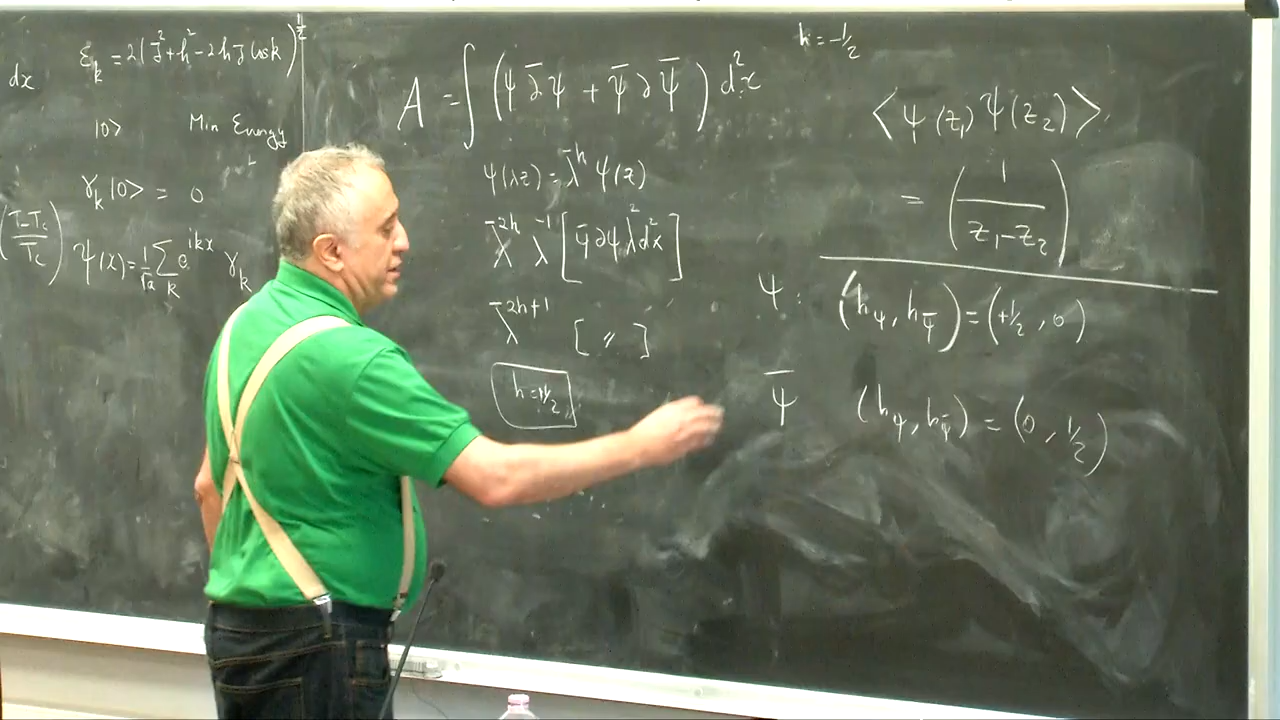 dx
ε_k = 2(J² + h² - 2hJ cos k)^{1/2}
|0> Min Energy
γ_k |0> = 0
(T-T_c / T_c)
ψ(x) = 1/√a Σ_k e^{ikx} γ_k
A = ∫ (ψ ∂̄ ψ + ψ̄ ∂ ψ̄) d²x
ψ(λz) = λ^{-h} ψ(z)
λ^{-2h} λ^{-1} [ψ̄ ∂ ψ λ² d²x]
λ^{-2h+1} [ 〃 ]
h = 1/2
h = -1/2
<ψ(z₁) ψ(z₂)>
= (1 / z₁-z₂)
ψ : (h_ψ, h_ψ̄) = (+1/2, 0)
ψ̄ (h_ψ, h_ψ̄) = (0, 1/2)